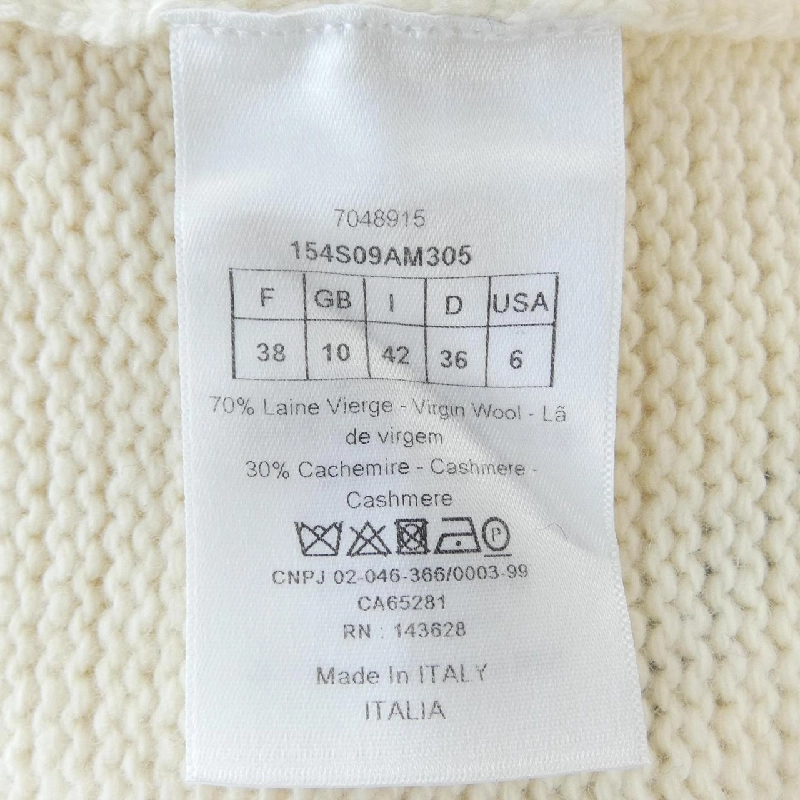 7048915
154S09AM305
F GB I D USA
38 10 42 36 6
70% Laine Vierge - Virgin Wool - Lã
de virgem
30% Cachemire - Cashmere -
Cashmere
P
CNPJ 02-046-366/0003-99
CA65281
RN : 143628
Made In ITALY
ITALIA